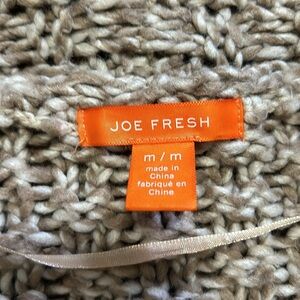 JOE FRESH
m/m
made in
China
fabriqué en
Chine